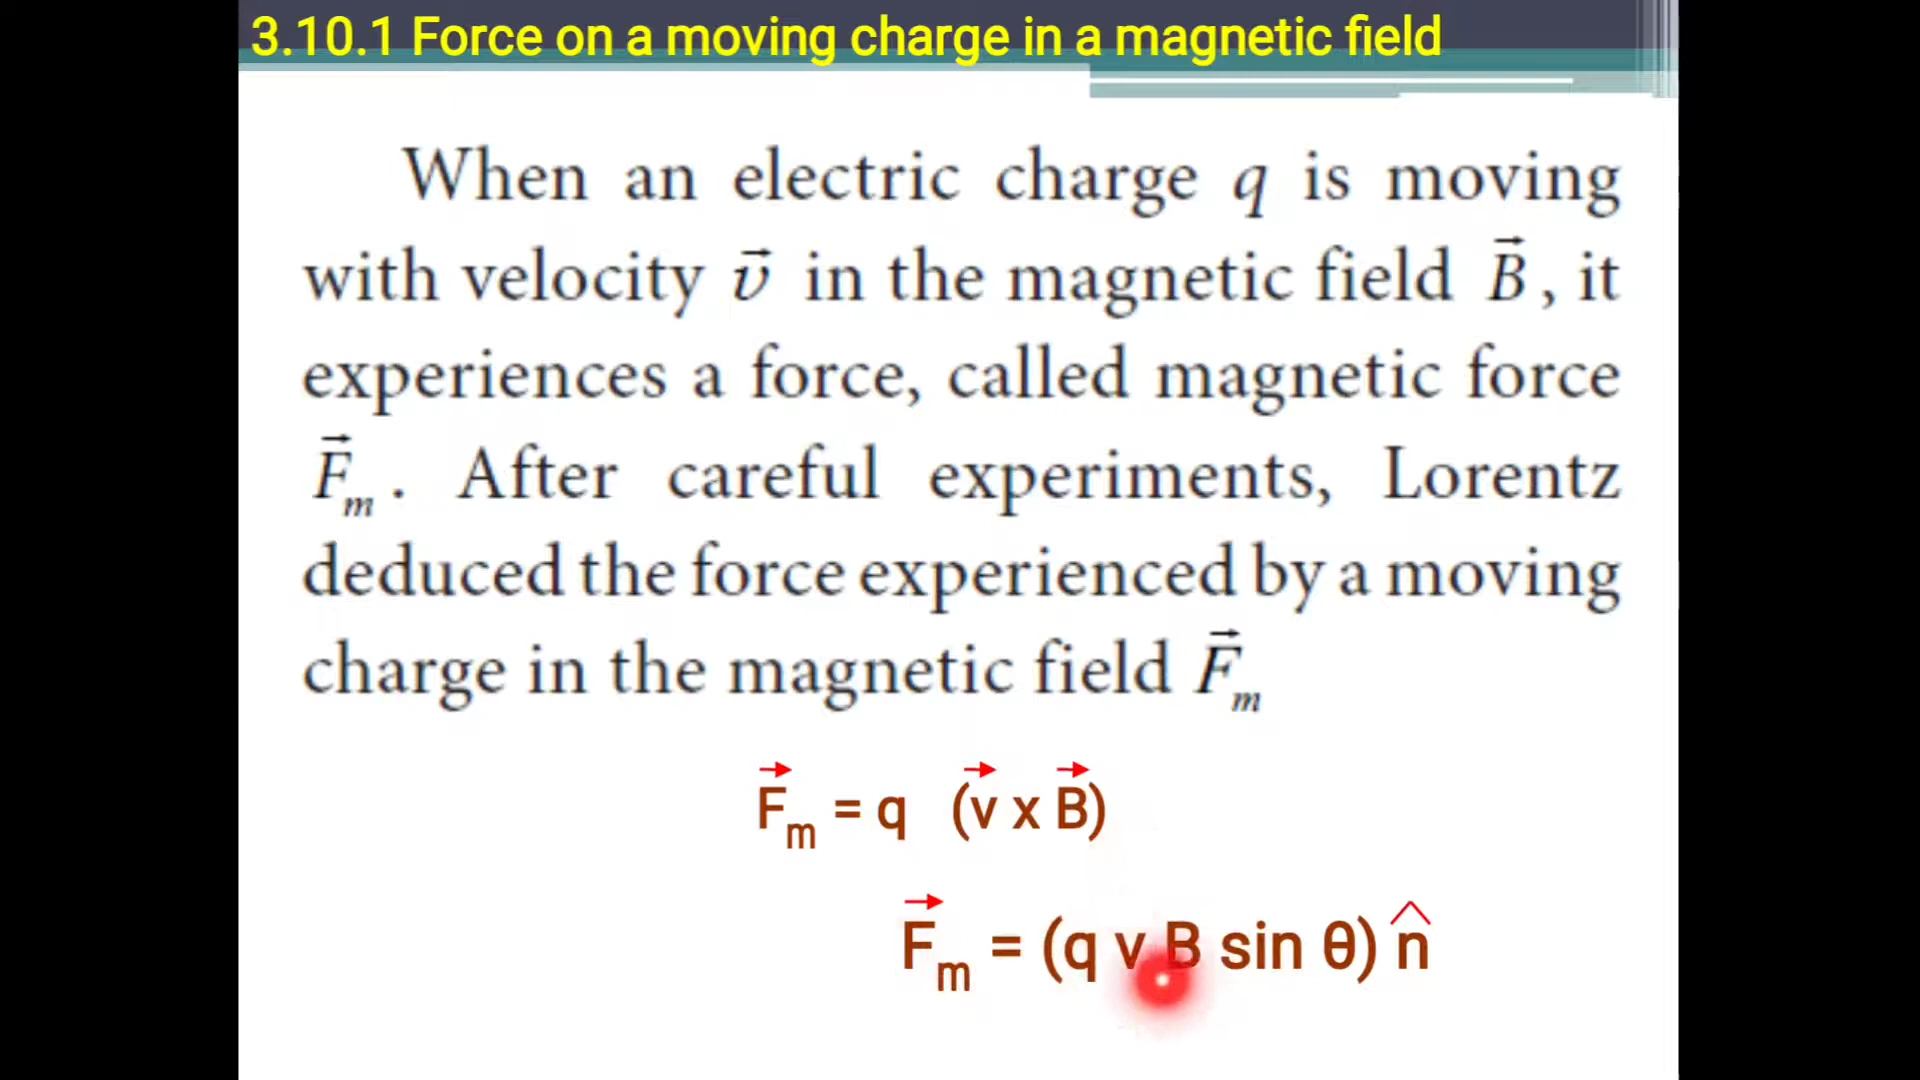 3.10.1 Force on a moving charge in a magnetic field
When an electric charge q is moving
with velocity v⃗ in the magnetic field B⃗, it
experiences a force, called magnetic force
F⃗ₘ. After careful experiments, Lorentz
deduced the force experienced by a moving
charge in the magnetic field F⃗ₘ
F⃗ₘ = q (v⃗ x B⃗)
F⃗ₘ = (q v B sin θ) n̂